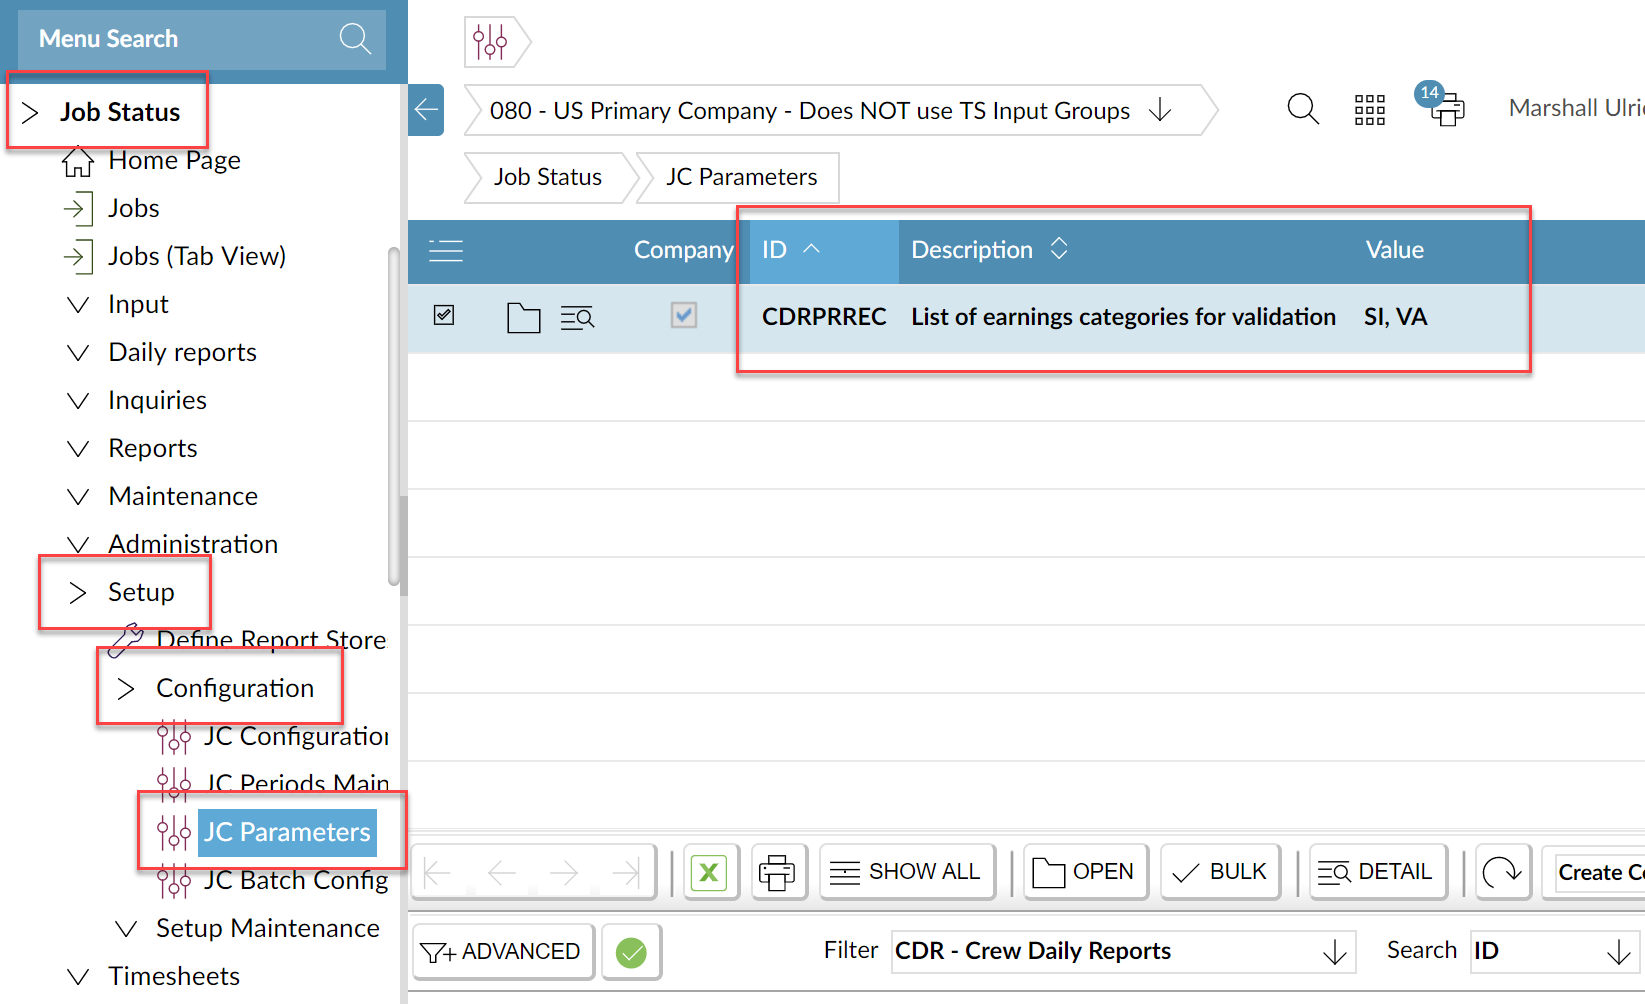 Menu Search
Job Status
Home Page
Jobs
Jobs (Tab View)
Input
Daily reports
Inquiries
Reports
Maintenance
Administration
Setup
Define Report Store
Configuration
JC Configuration
JC Periods Main
JC Parameters
JC Batch Config
Setup Maintenance
Timesheets
080 - US Primary Company - Does NOT use TS Input Groups
14
Marshall Ulri
Job Status
JC Parameters
Company ID Description Value
CDRPRREC List of earnings categories for validation SI, VA
X SHOW ALL OPEN BULK DETAIL Create Co
ADVANCED Filter CDR - Crew Daily Reports Search ID